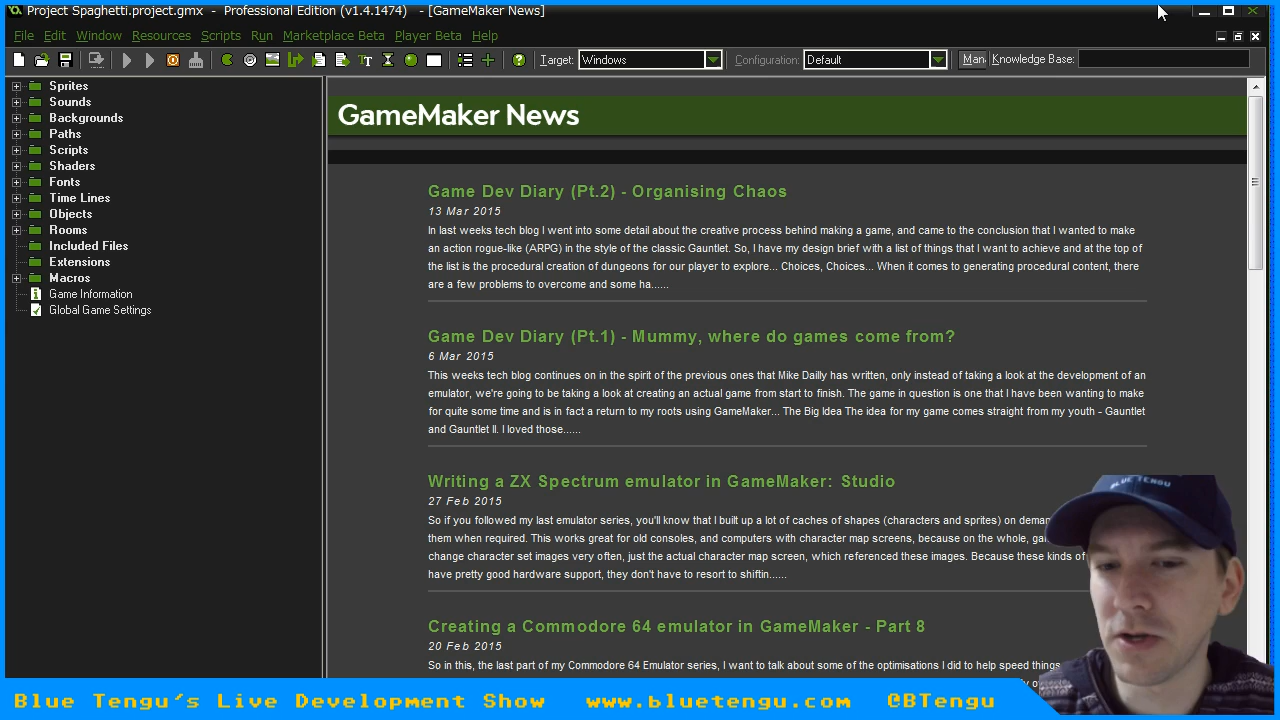 Project Spaghetti.project.gmx - Professional Edition (v1.4.1474) - [GameMaker News]
File Edit Window Resources Scripts Run Marketplace Beta Player Beta Help
Target: Windows Configuration: Default Man Knowledge Base:
Sprites
Sounds
Backgrounds
Paths
Scripts
Shaders
Fonts
Time Lines
Objects
Rooms
Included Files
Extensions
Macros
Game Information
Global Game Settings
GameMaker News
Game Dev Diary (Pt.2) - Organising Chaos
13 Mar 2015
In last weeks tech blog I went into some detail about the creative process behind making a game, and came to the conclusion that I wanted to make
an action rogue-like (ARPG) in the style of the classic Gauntlet. So, I have my design brief with a list of things that I want to achieve and at the top of
the list is the procedural creation of dungeons for our player to explore... Choices, Choices... When it comes to generating procedural content, there
are a few problems to overcome and some ha......
Game Dev Diary (Pt.1) - Mummy, where do games come from?
6 Mar 2015
This weeks tech blog continues on in the spirit of the previous ones that Mike Dailly has written, only instead of taking a look at the development of an
emulator, we're going to be taking a look at creating an actual game from start to finish. The game in question is one that I have been wanting to make
for quite some time and is in fact a return to my roots using GameMaker... The Big Idea The idea for my game comes straight from my youth - Gauntlet
and Gauntlet II. I loved those......
Writing a ZX Spectrum emulator in GameMaker: Studio
27 Feb 2015
So if you followed my last emulator series, you'll know that I built up a lot of caches of shapes (characters and sprites) on
them when required. This works great for old consoles, and computers with character map screens, because on the whole,
change character set images very often, just the actual character map screen, which referenced these images. Because these kinds of
have pretty good hardware support, they don't have to resort to shiftin......
Creating a Commodore 64 emulator in GameMaker - Part 8
20 Feb 2015
So in this, the last part of my Commodore 64 Emulator series, I want to talk about some of the optimisations I did to help speed things
BLUE TENGU
Blue Tengu's Live Development Show www.bluetengu.com @BTengu